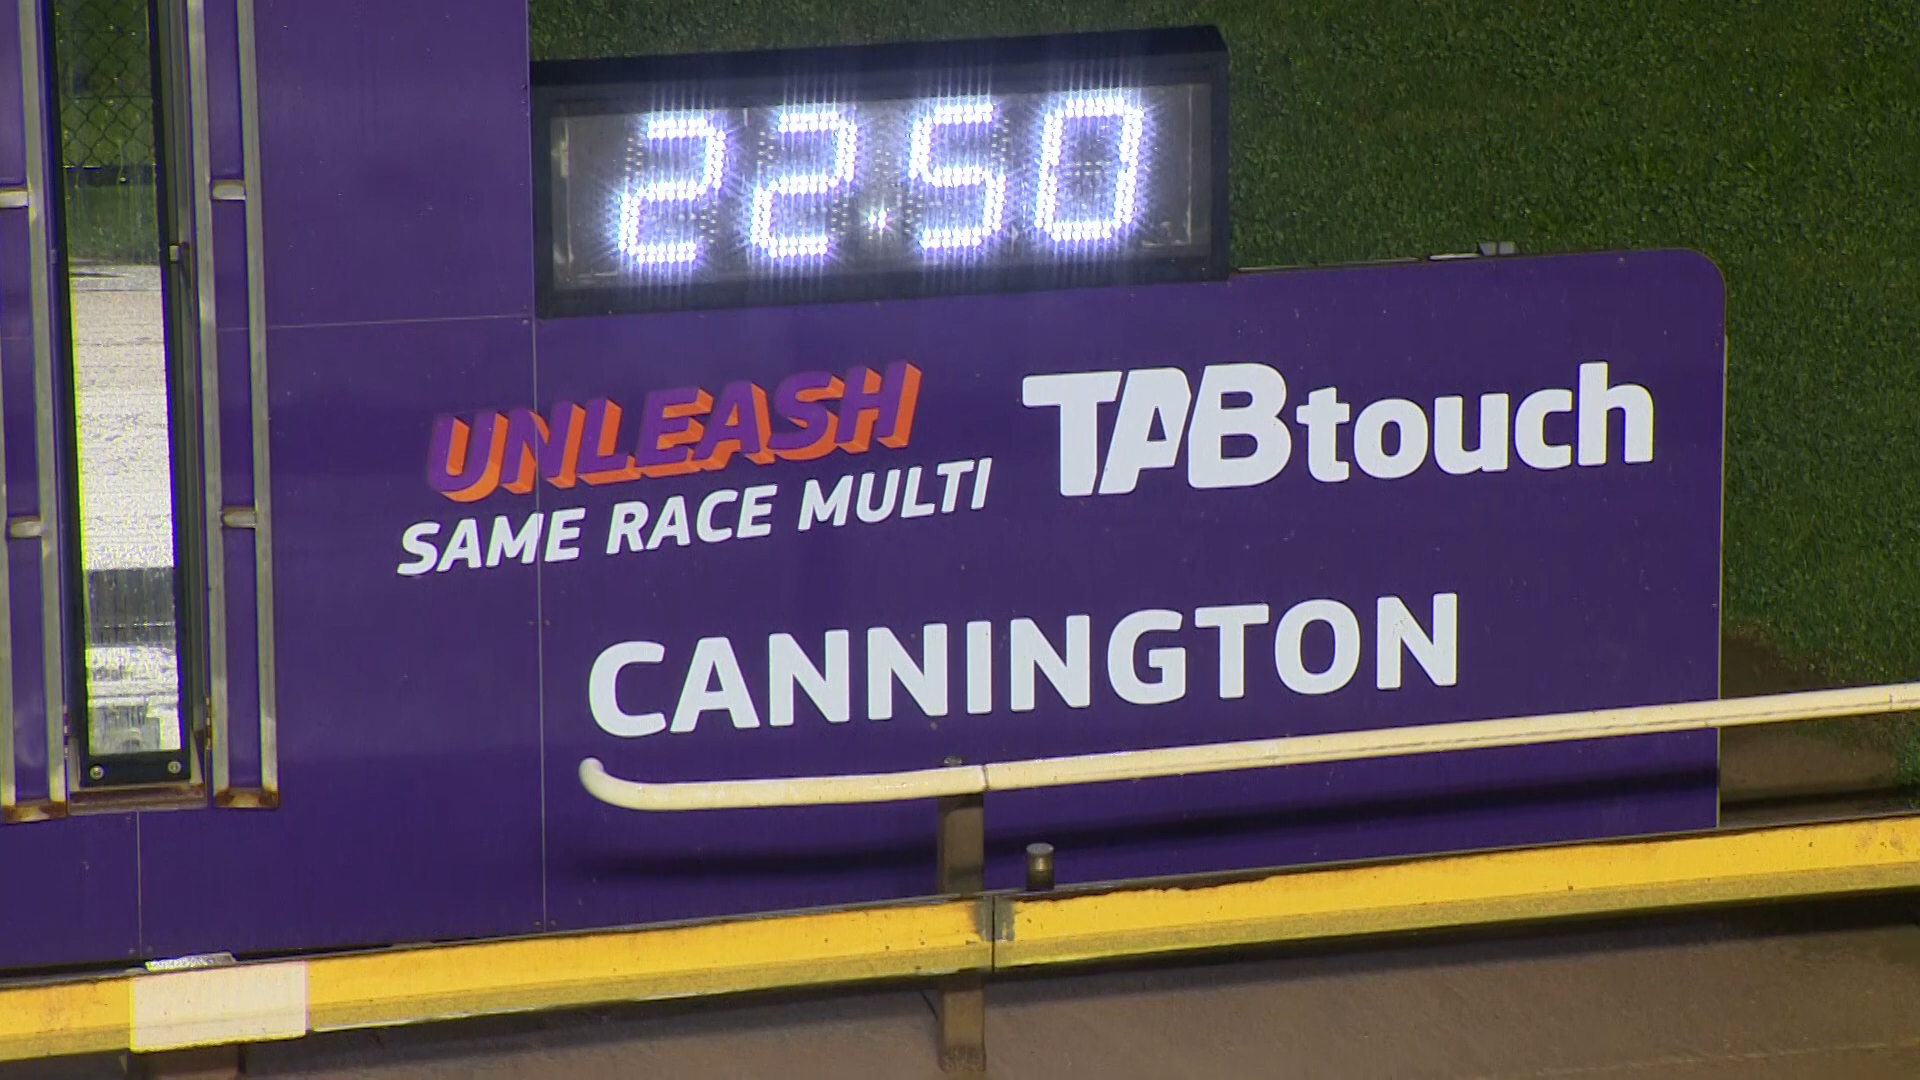 22.50
UNLEASH
SAME RACE MULTI
TABtouch
CANNINGTON